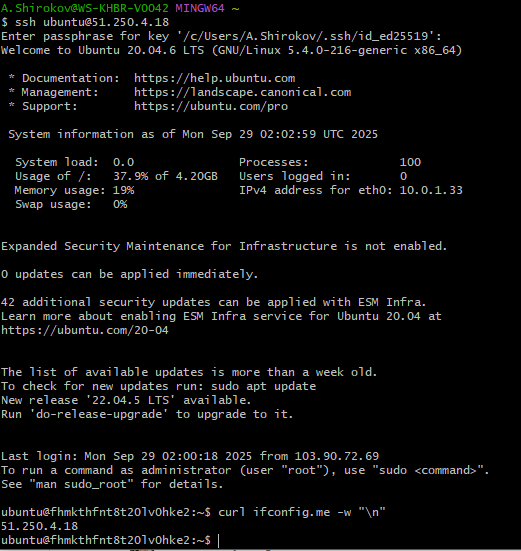 A.Shirokov@WS-KHBR-V0042 MINGW64 ~
$ ssh ubuntu@51.250.4.18
Enter passphrase for key '/c/Users/A.Shirokov/.ssh/id_ed25519':
Welcome to Ubuntu 20.04.6 LTS (GNU/Linux 5.4.0-216-generic x86_64)

 * Documentation:  https://help.ubuntu.com
 * Management:     https://landscape.canonical.com
 * Support:        https://ubuntu.com/pro

 System information as of Mon Sep 29 02:02:59 UTC 2025

  System load:  0.0               Processes:             100
  Usage of /:   37.9% of 4.20GB   Users logged in:       0
  Memory usage: 19%               IPv4 address for eth0: 10.0.1.33
  Swap usage:   0%


Expanded Security Maintenance for Infrastructure is not enabled.

0 updates can be applied immediately.

42 additional security updates can be applied with ESM Infra.
Learn more about enabling ESM Infra service for Ubuntu 20.04 at
https://ubuntu.com/20-04


The list of available updates is more than a week old.
To check for new updates run: sudo apt update
New release '22.04.5 LTS' available.
Run 'do-release-upgrade' to upgrade to it.


Last login: Mon Sep 29 02:00:18 2025 from 103.90.72.69
To run a command as administrator (user "root"), use "sudo <command>".
See "man sudo_root" for details.

ubuntu@fhmkthfnt8t20lv0hke2:~$ curl ifconfig.me -w "\n"
51.250.4.18
ubuntu@fhmkthfnt8t20lv0hke2:~$